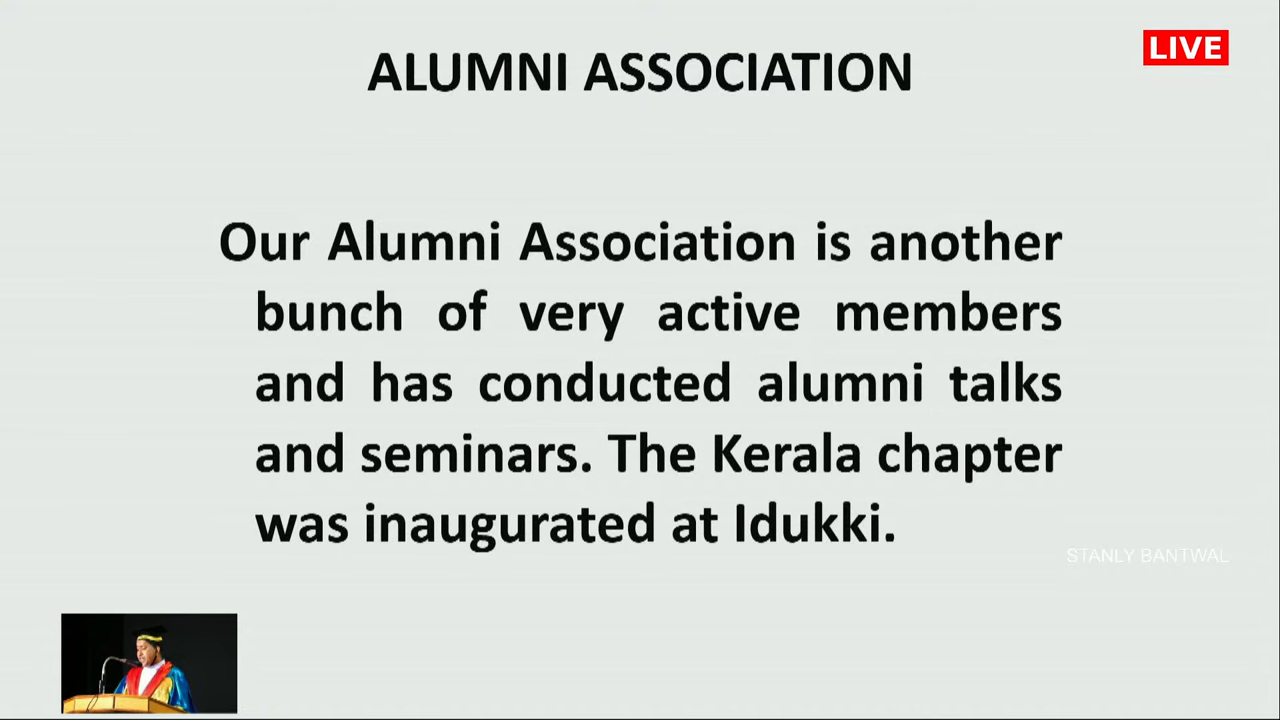 ALUMNI ASSOCIATION
LIVE
Our Alumni Association is another
bunch of very active members
and has conducted alumni talks
and seminars. The Kerala chapter
was inaugurated at Idukki.
STANLY BANTWAL